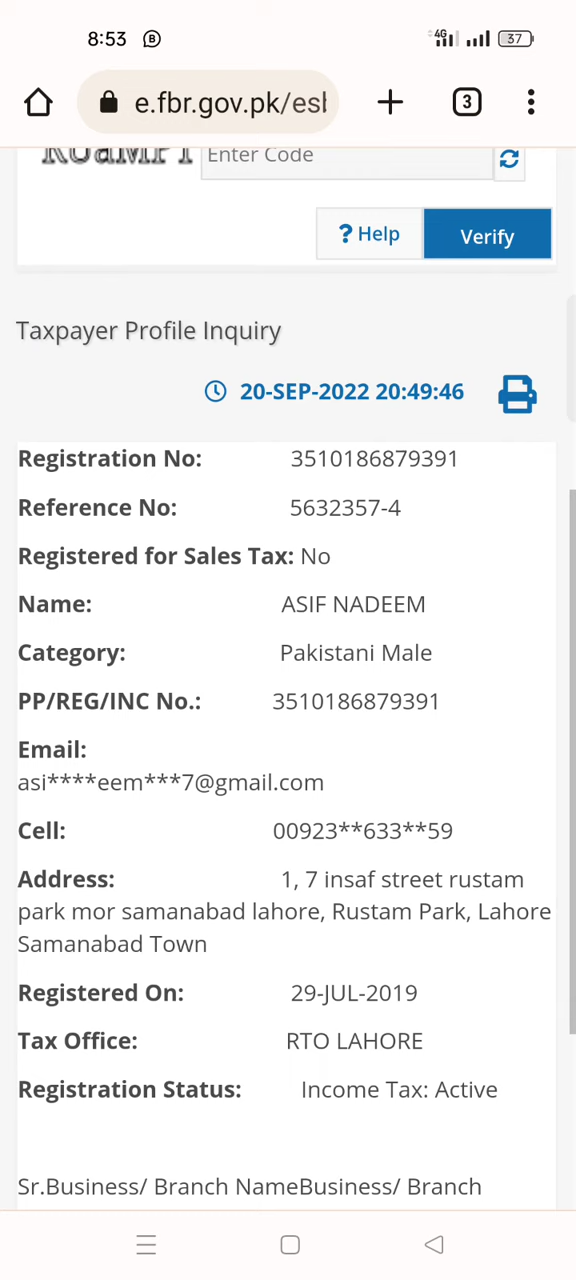 8:53
4G
37
e.fbr.gov.pk/esl
3
Enter Code
? Help
Verify
Taxpayer Profile Inquiry
20-SEP-2022 20:49:46
Registration No: 3510186879391
Reference No: 5632357-4
Registered for Sales Tax: No
Name: ASIF NADEEM
Category: Pakistani Male
PP/REG/INC No.: 3510186879391
Email:
asi****eem***7@gmail.com
Cell: 00923**633**59
Address: 1, 7 insaf street rustam
park mor samanabad lahore, Rustam Park, Lahore
Samanabad Town
Registered On: 29-JUL-2019
Tax Office: RTO LAHORE
Registration Status: Income Tax: Active
Sr.Business/ Branch NameBusiness/ Branch